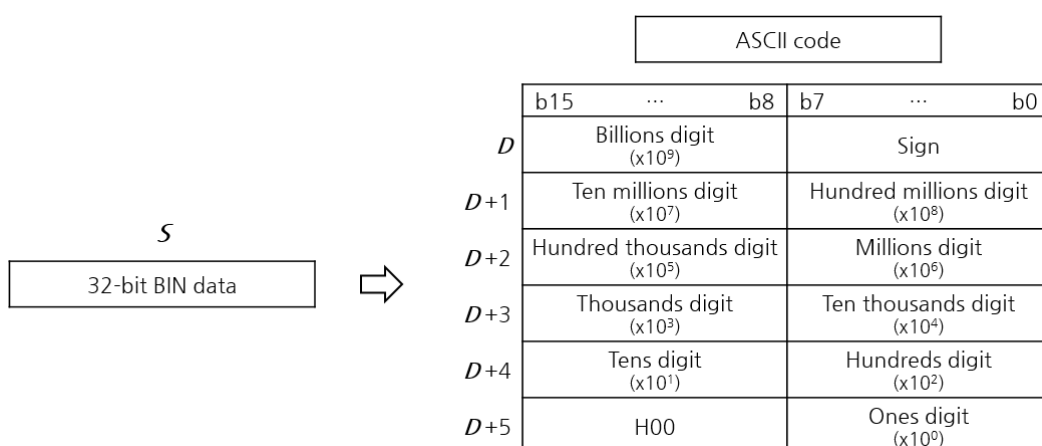 ASCII code
b15 ... b8 b7 ... b0
D Billions digit Sign
(x10⁹)
D+1 Ten millions digit Hundred millions digit
(x10⁷) (x10⁸)
S
D+2 Hundred thousands digit Millions digit
(x10⁵) (x10⁶)
32-bit BIN data
D+3 Thousands digit Ten thousands digit
(x10³) (x10⁴)
D+4 Tens digit Hundreds digit
(x10¹) (x10²)
D+5 H00 Ones digit
(x10⁰)